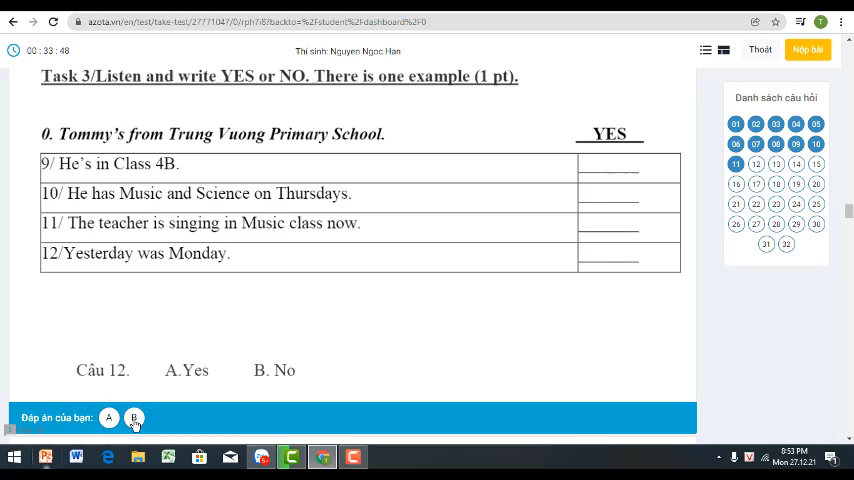 azota.vn/en/test/take-test/27771047/0/rph7i8?backto=%2Fstudent%2Fdashboard%2F0
T
00 : 33 : 48
Thí sinh: Nguyen Ngoc Han
Thoát
Nộp bài
Task 3/Listen and write YES or NO. There is one example (1 pt).
0. Tommy's from Trung Vuong Primary School.
YES
9/ He's in Class 4B.
10/ He has Music and Science on Thursdays.
11/ The teacher is singing in Music class now.
12/Yesterday was Monday.
Câu 12. A.Yes B. No
Đáp án của bạn: A B
Danh sách câu hỏi
01 02 03 04 05
06 07 08 09 10
11 12 13 14 15
16 17 18 19 20
21 22 23 24 25
26 27 28 29 30
31 32
8:53 PM
Mon 27.12.21